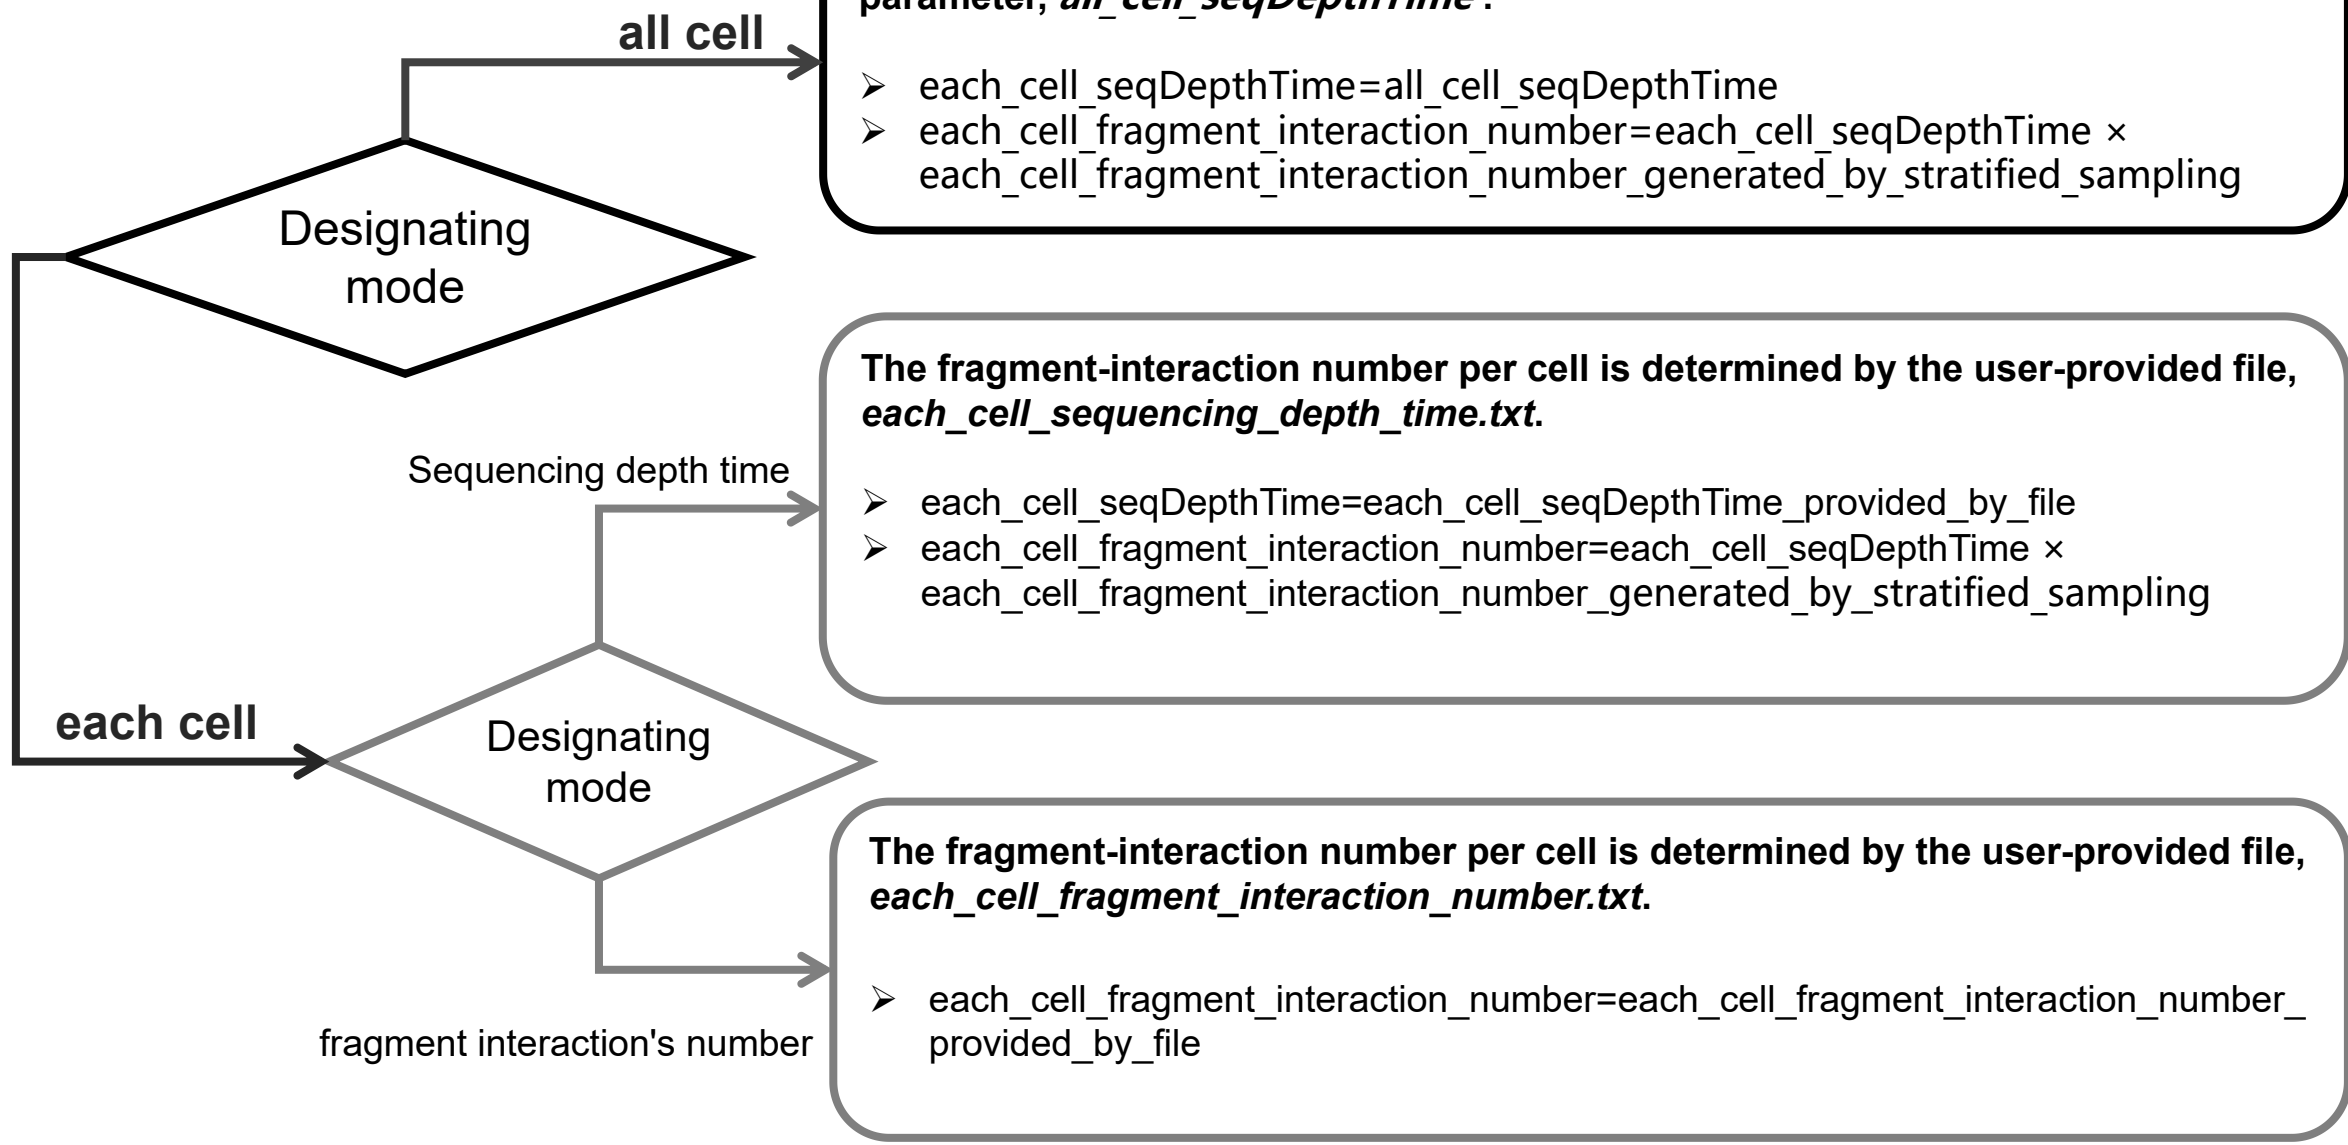 parameter, all_cell_seqDepthTime .
all cell
➢ each_cell_seqDepthTime=all_cell_seqDepthTime
➢ each_cell_fragment_interaction_number=each_cell_seqDepthTime ×
each_cell_fragment_interaction_number_generated_by_stratified_sampling
Designating
mode
The fragment-interaction number per cell is determined by the user-provided file,
each_cell_sequencing_depth_time.txt.
Sequencing depth time
➢ each_cell_seqDepthTime=each_cell_seqDepthTime_provided_by_file
➢ each_cell_fragment_interaction_number=each_cell_seqDepthTime ×
each_cell_fragment_interaction_number_generated_by_stratified_sampling
each cell
Designating
mode
The fragment-interaction number per cell is determined by the user-provided file,
each_cell_fragment_interaction_number.txt.
➢ each_cell_fragment_interaction_number=each_cell_fragment_interaction_number_
provided_by_file
fragment interaction's number